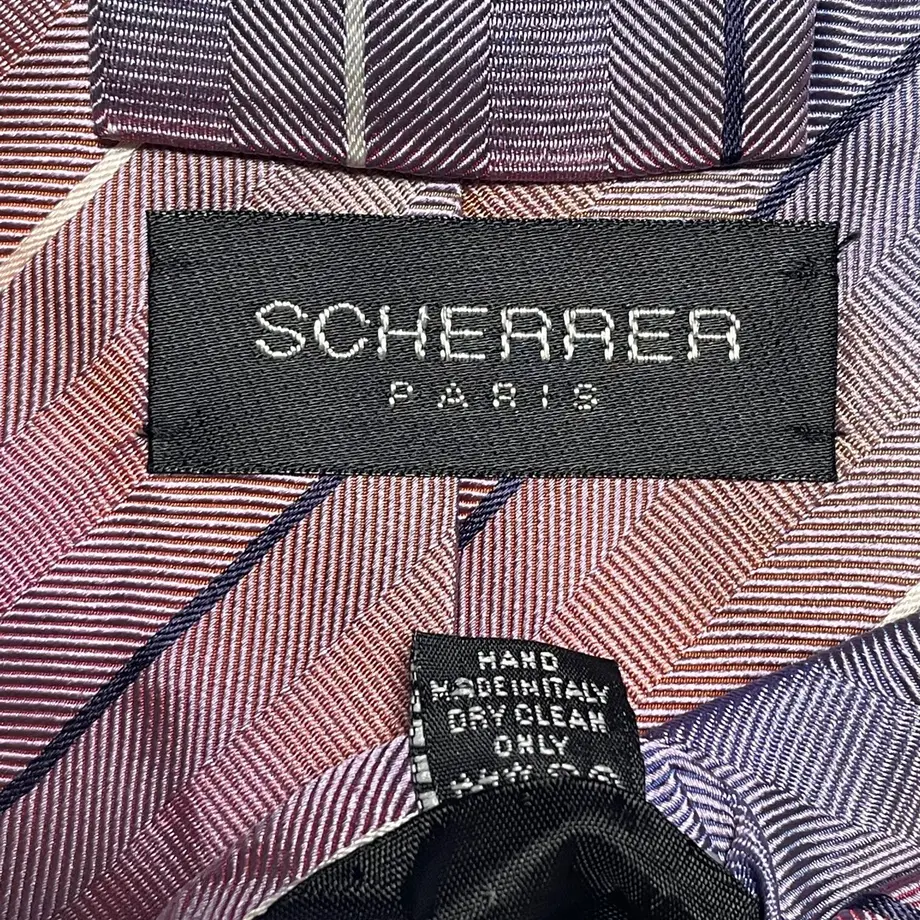 SCHERRER
PARIS
HAND
MADE IN ITALY
DRY CLEAN
ONLY